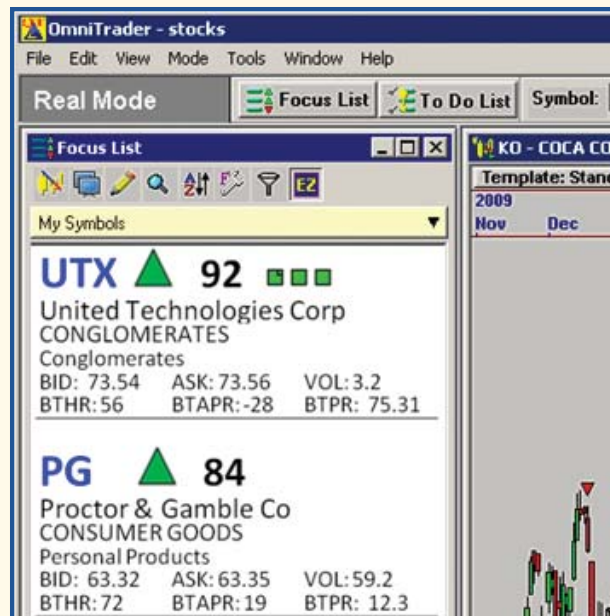 OmniTrader - stocks
File Edit View Mode Tools Window Help
Real Mode Focus List To Do List Symbol:
Focus List
KO - COCA CO
EZ
Template: Stand
My Symbols
2009
Nov Dec
UTX 92
United Technologies Corp
CONGLOMERATES
Conglomerates
BID: 73.54 ASK: 73.56 VOL: 3.2
BTHR: 56 BTAPR: -28 BTPR: 75.31
PG 84
Proctor & Gamble Co
CONSUMER GOODS
Personal Products
BID: 63.32 ASK: 63.35 VOL: 59.2
BTHR: 72 BTAPR: 19 BTPR: 12.3